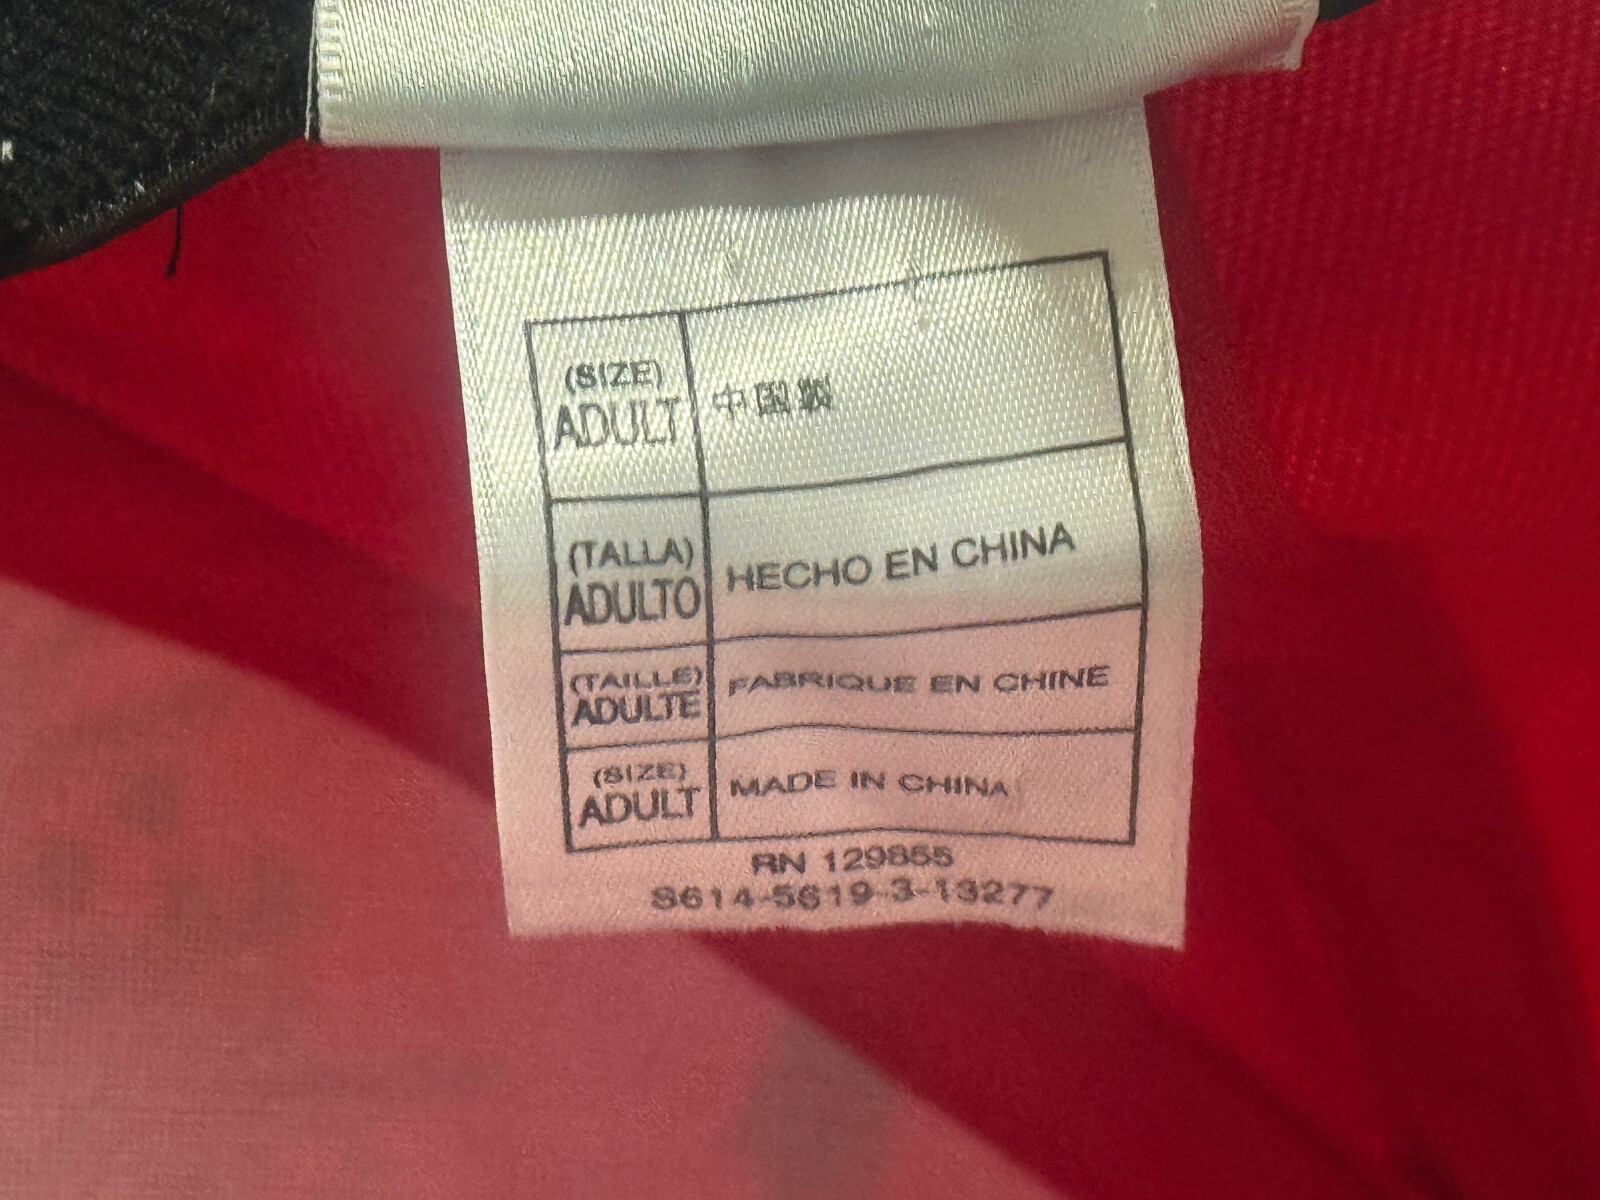 (SIZE)
ADULT
中国製
(TALLA)
ADULTO
HECHO EN CHINA
(TAILLE)
ADULTE
FABRIQUE EN CHINE
(SIZE)
ADULT
MADE IN CHINA
RN 129855
S614-5619-3-13277